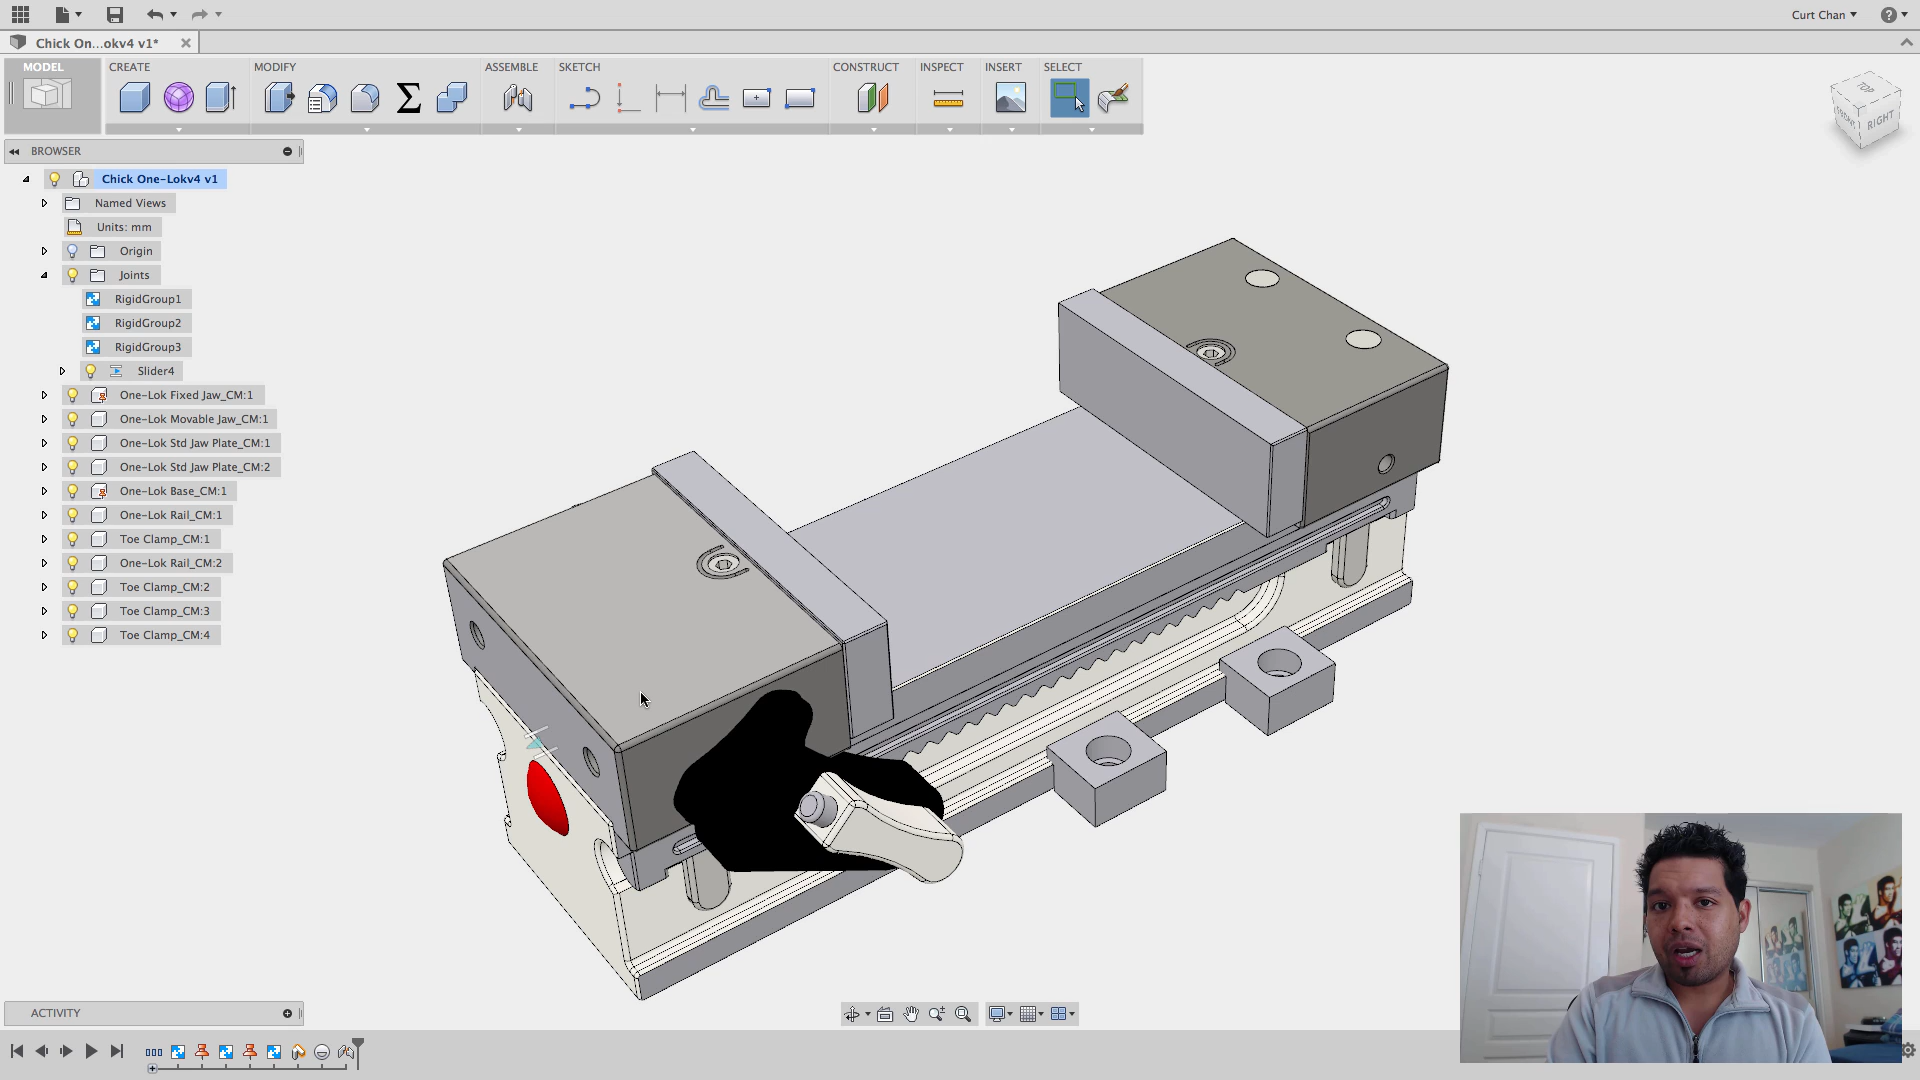 Curt Chan
Chick On...okv4 v1*
MODEL
CREATE
MODIFY
ASSEMBLE
SKETCH
CONSTRUCT
INSPECT
INSERT
SELECT
TOP
FRONT
RIGHT
BROWSER
Chick One-Lokv4 v1
Named Views
Units: mm
Origin
Joints
RigidGroup1
RigidGroup2
RigidGroup3
Slider4
One-Lok Fixed Jaw_CM:1
One-Lok Movable Jaw_CM:1
One-Lok Std Jaw Plate_CM:1
One-Lok Std Jaw Plate_CM:2
One-Lok Base_CM:1
One-Lok Rail_CM:1
Toe Clamp_CM:1
One-Lok Rail_CM:2
Toe Clamp_CM:2
Toe Clamp_CM:3
Toe Clamp_CM:4
ACTIVITY